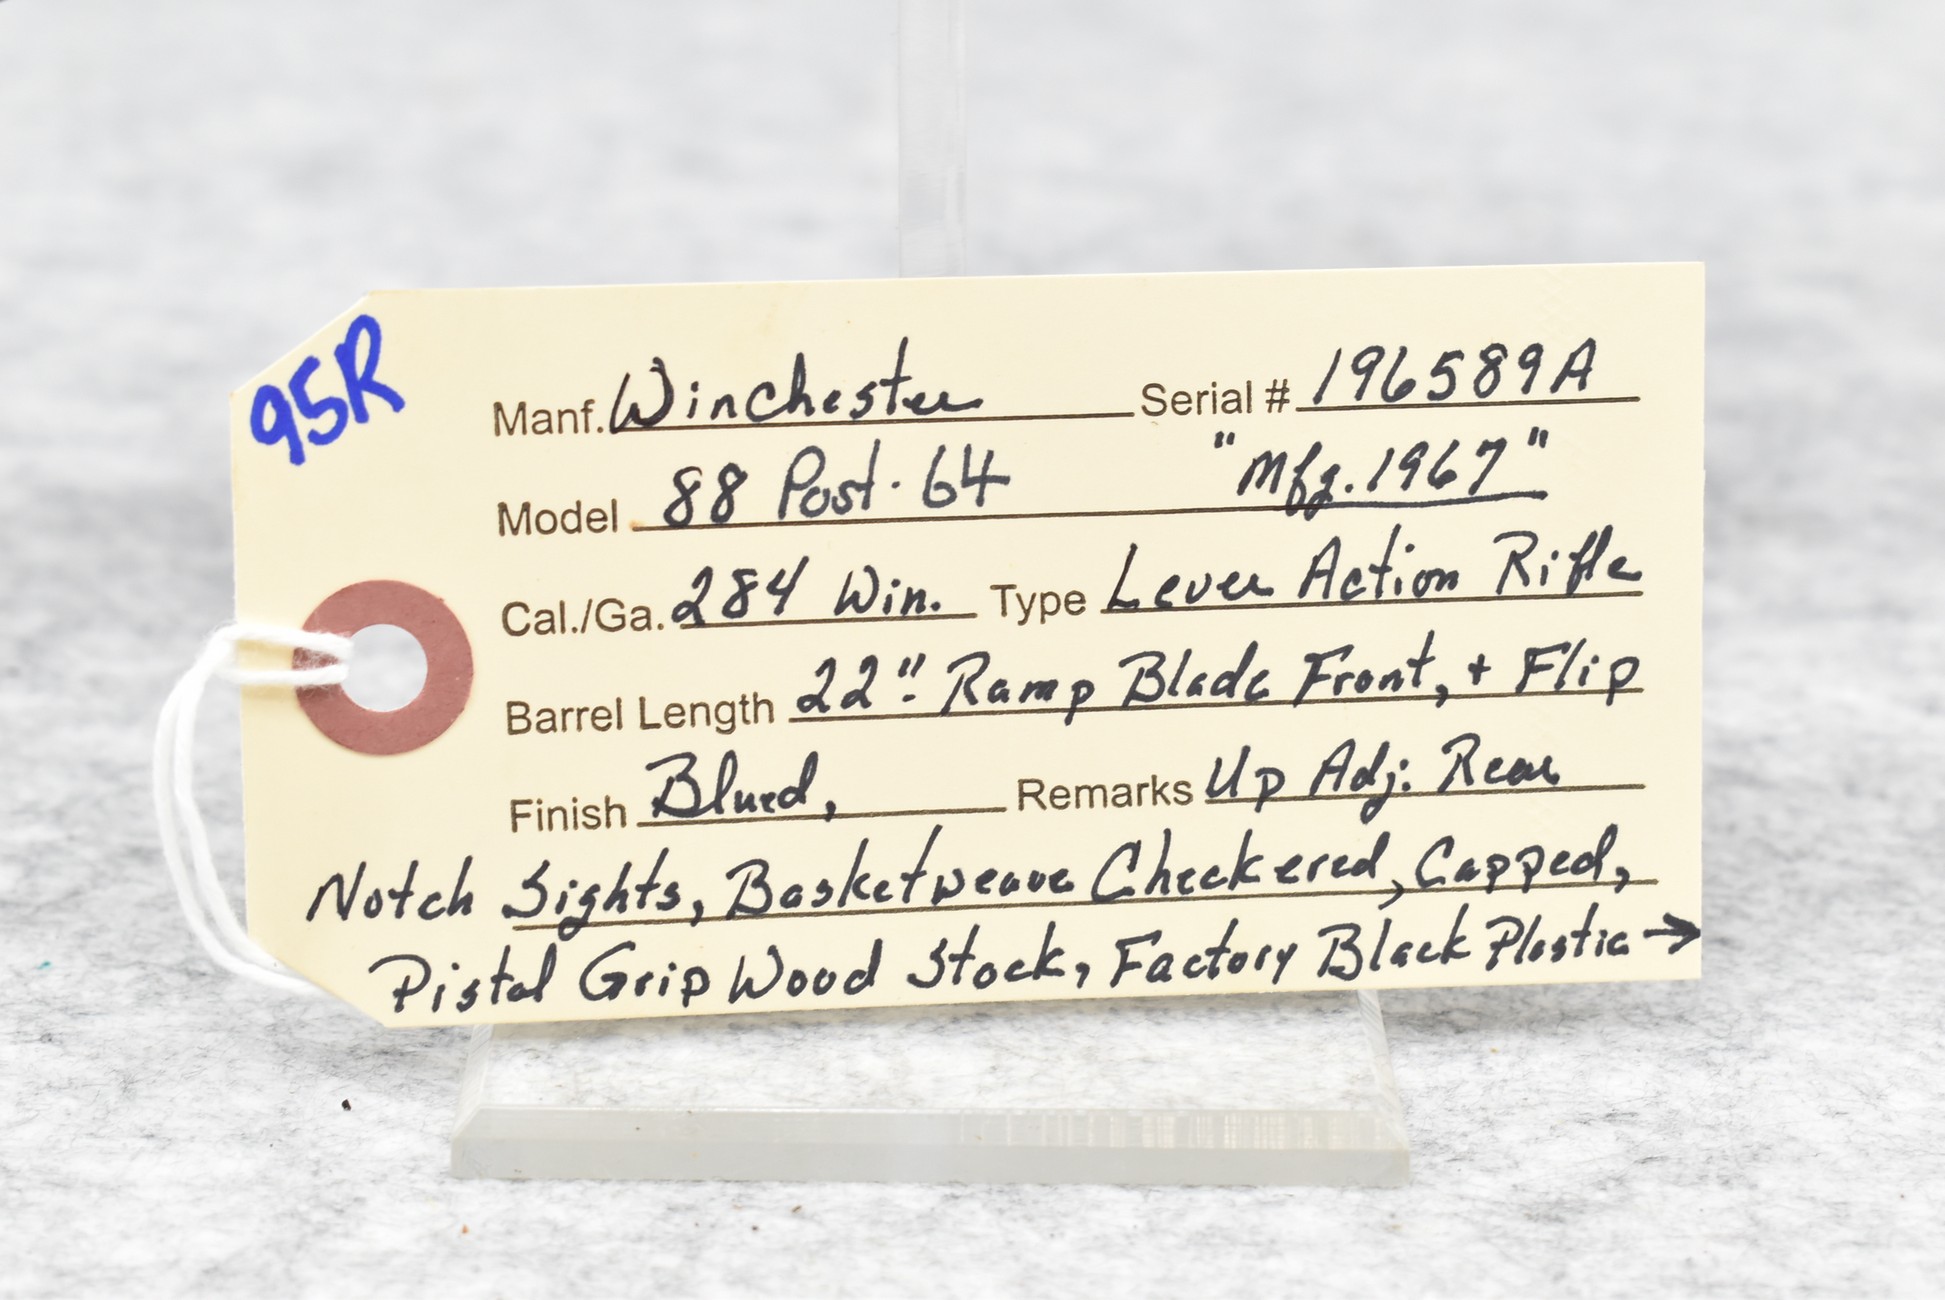 95R
Manf. Winchester Serial # 196589A
Model 88 Post-64 "Mfg. 1967"
Cal./Ga. 284 Win. Type Lever Action Rifle
Barrel Length 22". Ramp Blade Front, + Flip
Finish Blued, Remarks Up Adj. Rear
Notch Sights, Basketweave Checkered, Capped,
Pistol Grip Wood Stock, Factory Black Plastic →